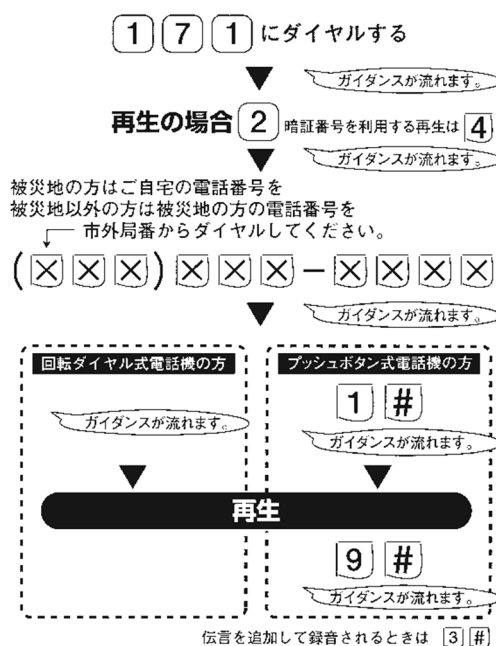 171にダイヤルする
ガイダンスが流れます。
再生の場合2 暗証番号を利用する再生は4
ガイダンスが流れます。
被災地の方はご自宅の電話番号を
被災地以外の方は被災地の方の電話番号を
市外局番からダイヤルしてください。
(×××)×××−××××
ガイダンスが流れます。
回転ダイヤル式電話機の方
ガイダンスが流れます。
プッシュボタン式電話機の方
1 #
ガイダンスが流れます。
再生
9 #
ガイダンスが流れます。
伝言を追加して録音されるときは 3 #